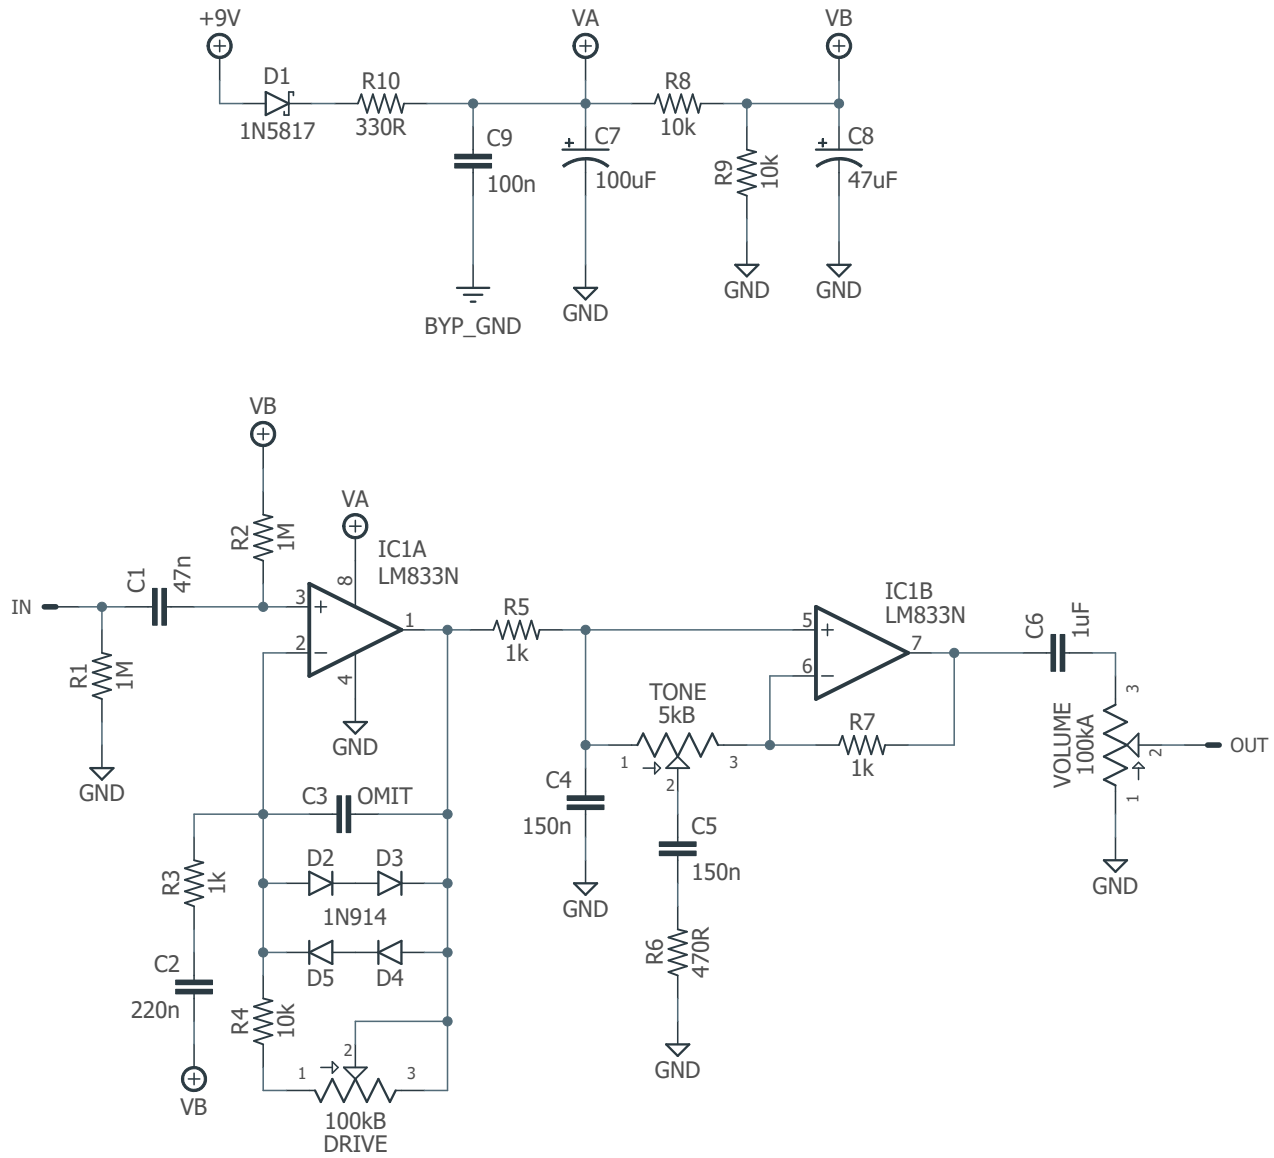 +9V
VA
VB
D1
1N5817
R10
330R
C9
100n
C7
100uF
R8
10k
R9
10k
C8
47uF
BYP_GND
GND
GND
GND
VB
R2
1M
VA
IC1A
LM833N
8
3
+
1
2
−
4
GND
IN
C1
47n
R1
1M
GND
R5
1k
IC1B
LM833N
5
+
7
6
−
C6
1uF
TONE
5kB
1
2
3
R7
1k
VOLUME
100kA
3
2
1
OUT
GND
C4
150n
GND
C5
150n
R6
470R
GND
C3
OMIT
D2
D3
1N914
D5
D4
R3
1k
C2
220n
VB
R4
10k
1
2
3
100kB
DRIVE